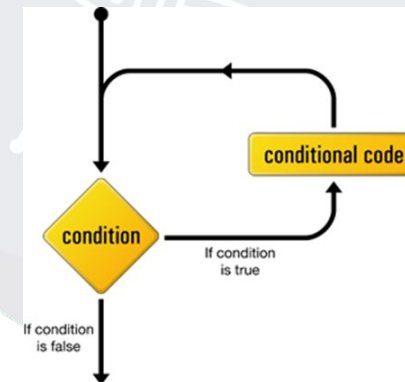 conditional code
condition
If condition
is true
If condition
is false